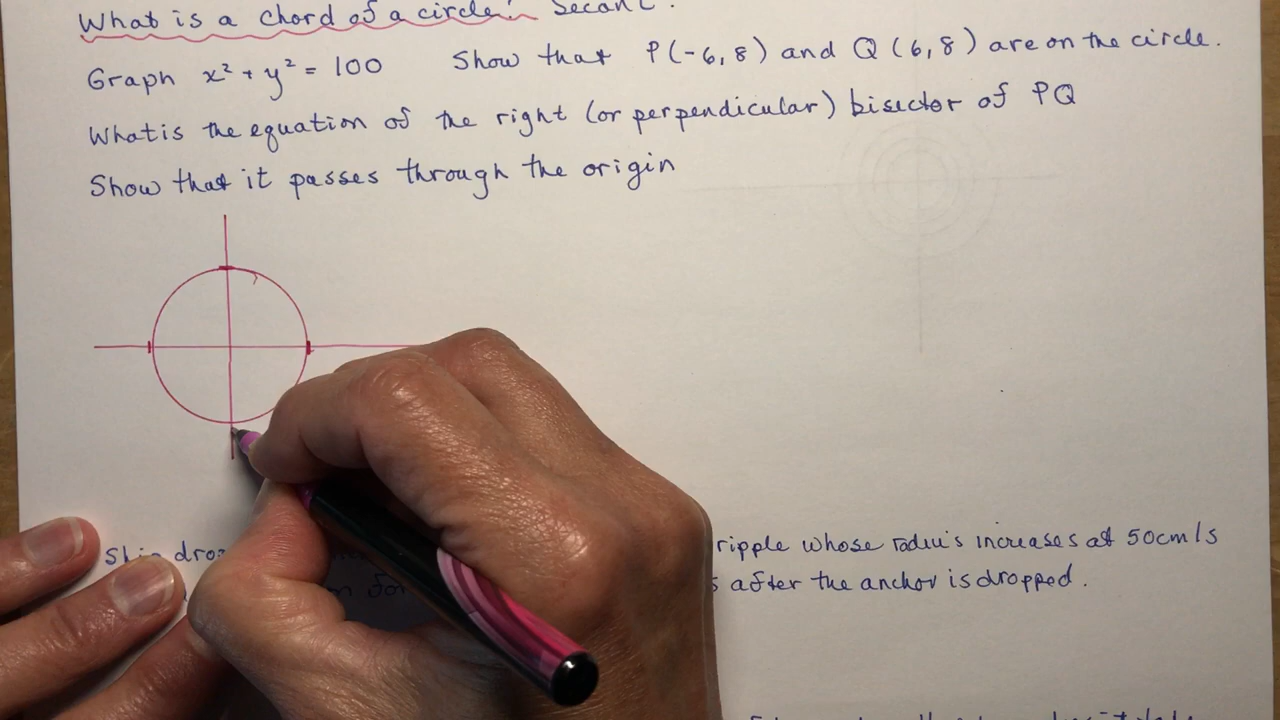 What is a chord of a circle? Secant.
Graph x² + y² = 100 Show that P(-6,8) and Q(6,8) are on the circle.
What is the equation of the right (or perpendicular) bisector of PQ
Show that it passes through the origin
Ship ripple whose radius increases at 50cm/s
after the anchor is dropped.